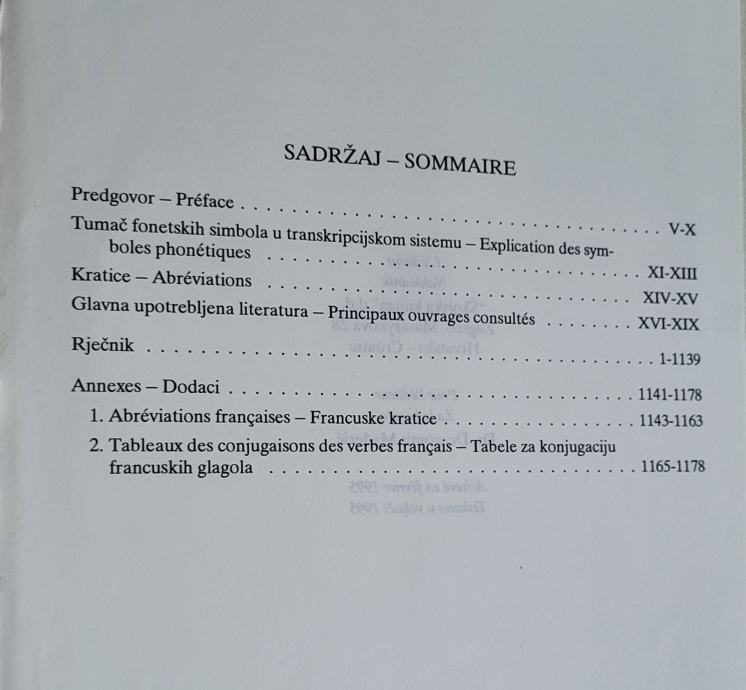 SADRŽAJ – SOMMAIRE
Predgovor – Préface . . . . . . . . . . . . . . . . . . . . . . . . . . . . . . . . . V-X
Tumač fonetskih simbola u transkripcijskom sistemu – Explication des sym-
boles phonétiques . . . . . . . . . . . . . . . . . . . . . . . . . . . . . XI-XIII
Kratice – Abréviations . . . . . . . . . . . . . . . . . . . . . . . . . . . . . XIV-XV
Glavna upotrebljena literatura – Principaux ouvrages consultés . . . . . . . XVI-XIX
Rječnik . . . . . . . . . . . . . . . . . . . . . . . . . . . . . . . . . . . . . . . 1-1139
Annexes – Dodaci . . . . . . . . . . . . . . . . . . . . . . . . . . . . . . . 1141-1178
1. Abréviations françaises – Francuske kratice . . . . . . . . . . . . . . . 1143-1163
2. Tableaux des conjugaisons des verbes français – Tabele za konjugaciju
francuskih glagola . . . . . . . . . . . . . . . . . . . . . . . . . . . . . 1165-1178